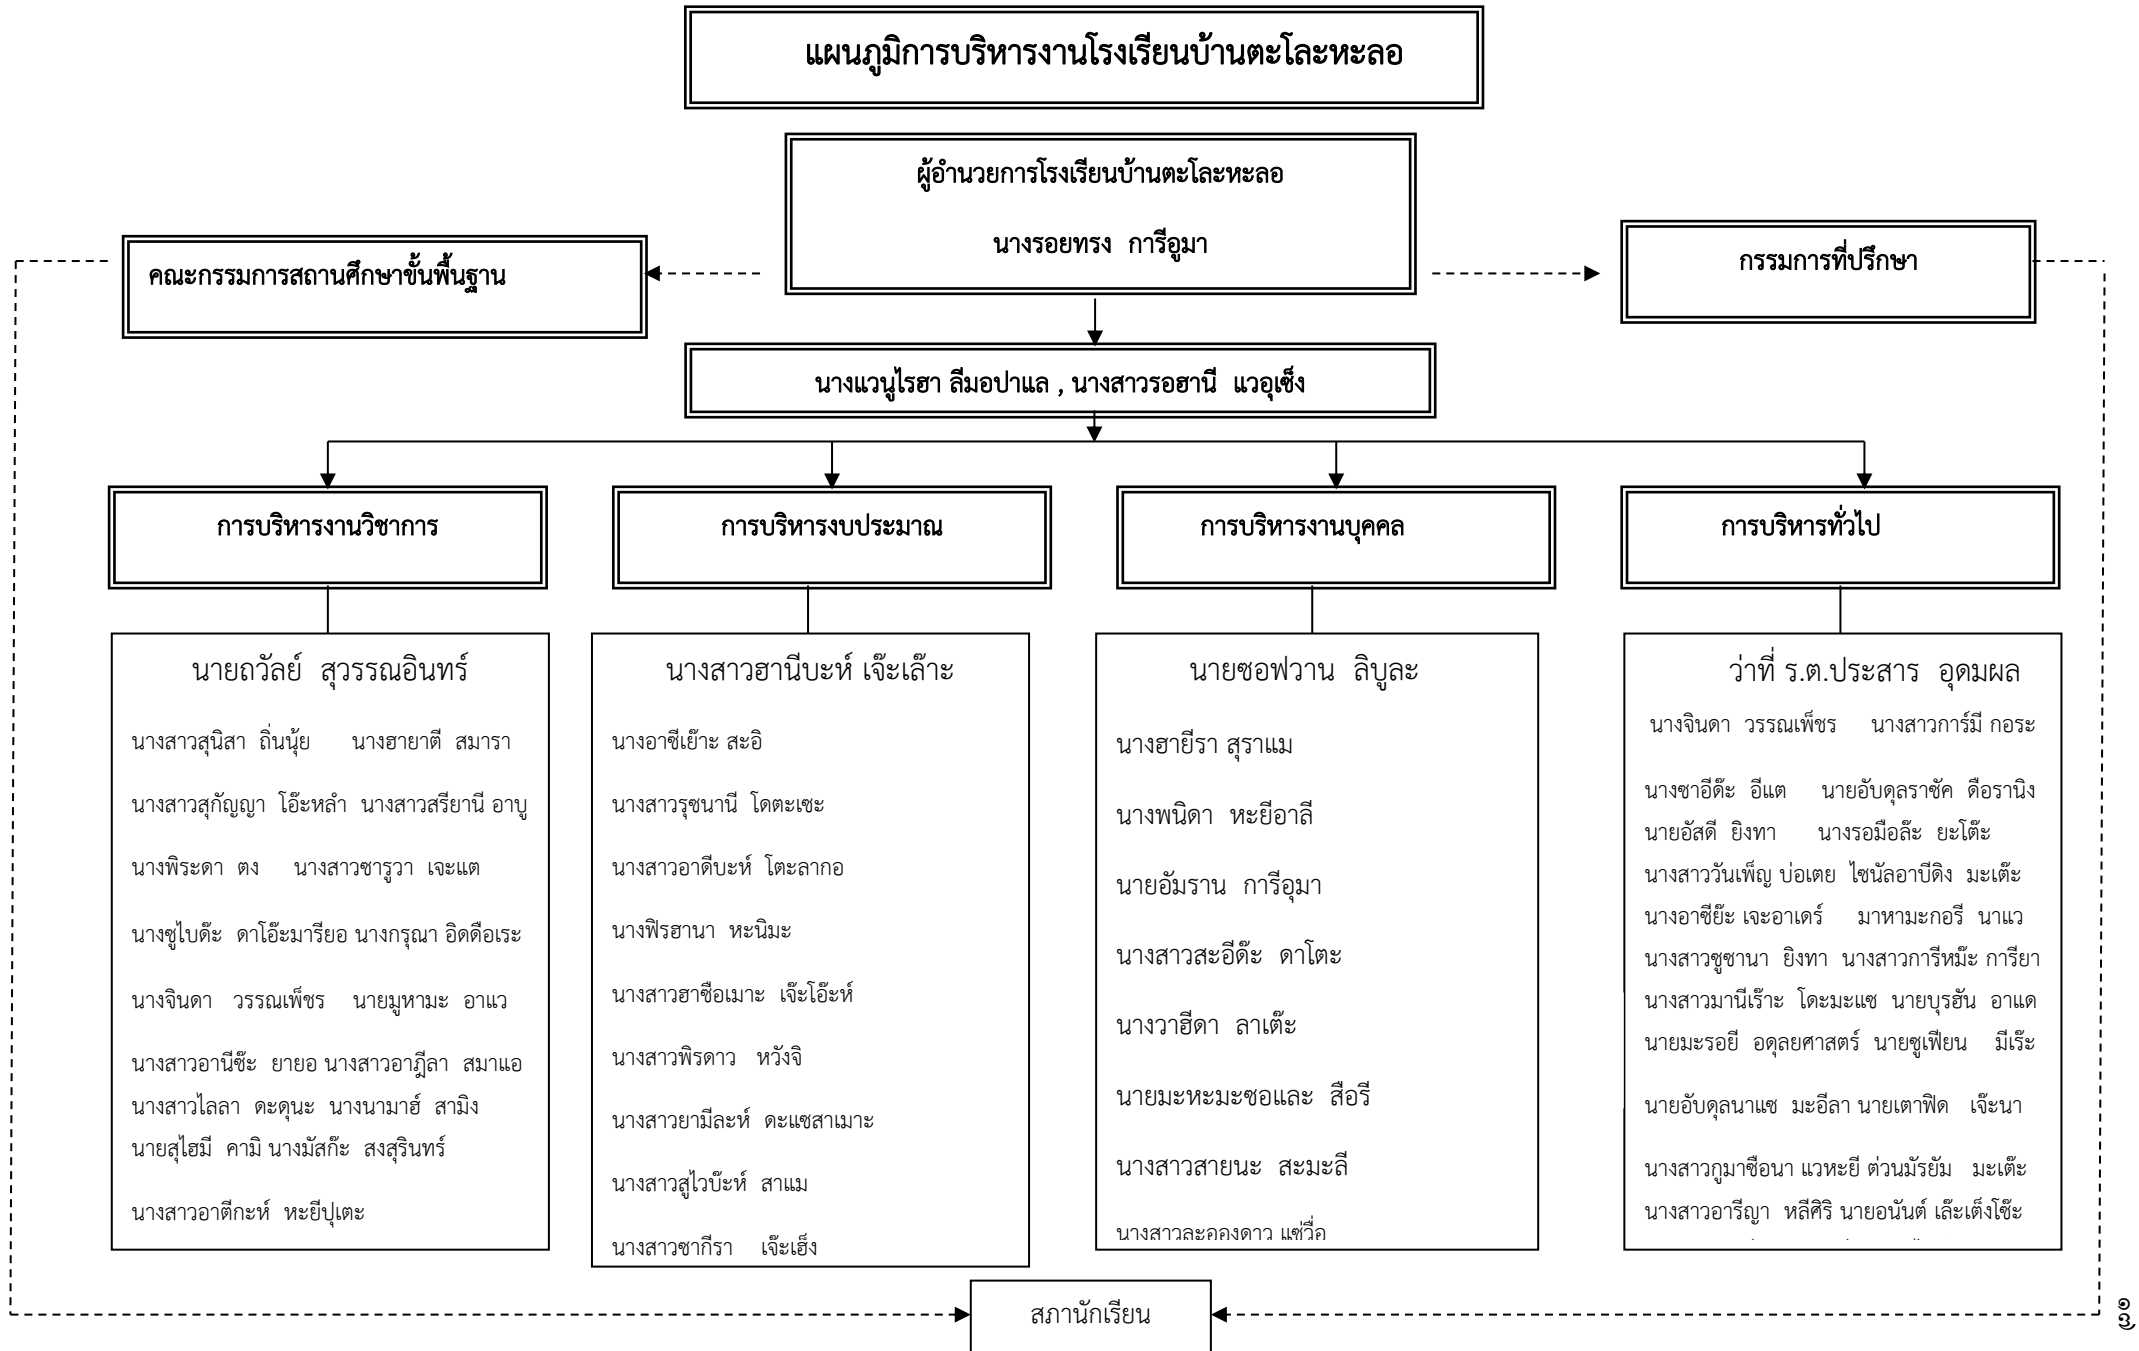 แผนภูมิการบริหารงานโรงเรียนบ้านตะโละหะลอ
ผู้อำนวยการโรงเรียนบ้านตะโละหะลอ
นางรอยทรง การีอูมา
คณะกรรมการสถานศึกษาขั้นพื้นฐาน
กรรมการที่ปรึกษา
นางแวนูไรฮา ลีมอปาแล , นางสาวรอฮานี แวอุเซ็ง
การบริหารงานวิชาการ
การบริหารงบประมาณ
การบริหารงานบุคคล
การบริหารทั่วไป
นายถวัลย์ สุวรรณอินทร์
นางสาวสุนิสา ถิ่นนุ้ย นางฮายาตี สมารา
นางสาวสุกัญญา โอ๊ะหลำ นางสาวสรียานี อาบู
นางพิระดา ตง นางสาวซารูวา เจะแต
นางซูไบด๊ะ ดาโอ๊ะมารียอ นางกรุณา อิดดือเระ
นางจินดา วรรณเพ็ชร นายมูหามะ อาแว
นางสาวอานีซ๊ะ ยายอ นางสาวอาฎีลา สมาแอ
นางสาวไลลา ดะดุนะ นางนามาฮ์ สามิง
นายสุไฮมี คามิ นางมัสก๊ะ สงสุรินทร์
นางสาวอาตีกะห์ หะยีปุเตะ
นางสาวฮานีบะห์ เจ๊ะเล๊าะ
นางอาซีเย๊าะ สะอิ
นางสาวรุซนานี โดตะเซะ
นางสาวอาดีบะห์ โตะลากอ
นางฟิรฮานา หะนิมะ
นางสาวฮาซือเมาะ เจ๊ะโอ๊ะห์
นางสาวพิรดาว หวังจิ
นางสาวยามีละห์ ดะแซสาเมาะ
นางสาวสูไวบ๊ะห์ สาแม
นางสาวซากีรา เจ๊ะเฮ็ง
นายซอฟวาน ลิบูละ
นางฮายีรา สุราแม
นางพนิดา หะยีอาลี
นายอัมราน การีอุมา
นางสาวสะอีด๊ะ ดาโตะ
นางวาฮีดา ลาเต๊ะ
นายมะหะมะซอและ สือรี
นางสาวสายนะ สะมะลี
นางสาวละอองดาว แซ่วื่อ
ว่าที่ ร.ต.ประสาร อุดมผล
นางจินดา วรรณเพ็ชร นางสาวการ์มี กอระ
นางซาอีด๊ะ อีแต นายอับดุลราซัค ดือรานิง
นายอัสดี ยิงทา นางรอมือล๊ะ ยะโต๊ะ
นางสาววันเพ็ญ บ่อเตย ไซนัลอาบีดิง มะเต๊ะ
นางอาซีย๊ะ เจะอาเดร์ มาหามะกอรี นาแว
นางสาวซูซานา ยิงทา นางสาวการีหม๊ะ การียา
นางสาวมานีเร๊าะ โดะมะแซ นายบุรฮัน อาแด
นายมะรอยี อดุลยศาสตร์ นายซูเฟียน มีเร๊ะ
นายอับดุลนาแซ มะอีลา นายเตาฟิด เจ๊ะนา
นางสาวกูมาซือนา แวหะยี ต่วนมัรยัม มะเต๊ะ
นางสาวอารีญา หลีศิริ นายอนันต์ เล๊ะเต็งโซ๊ะ
สภานักเรียน
๑๓